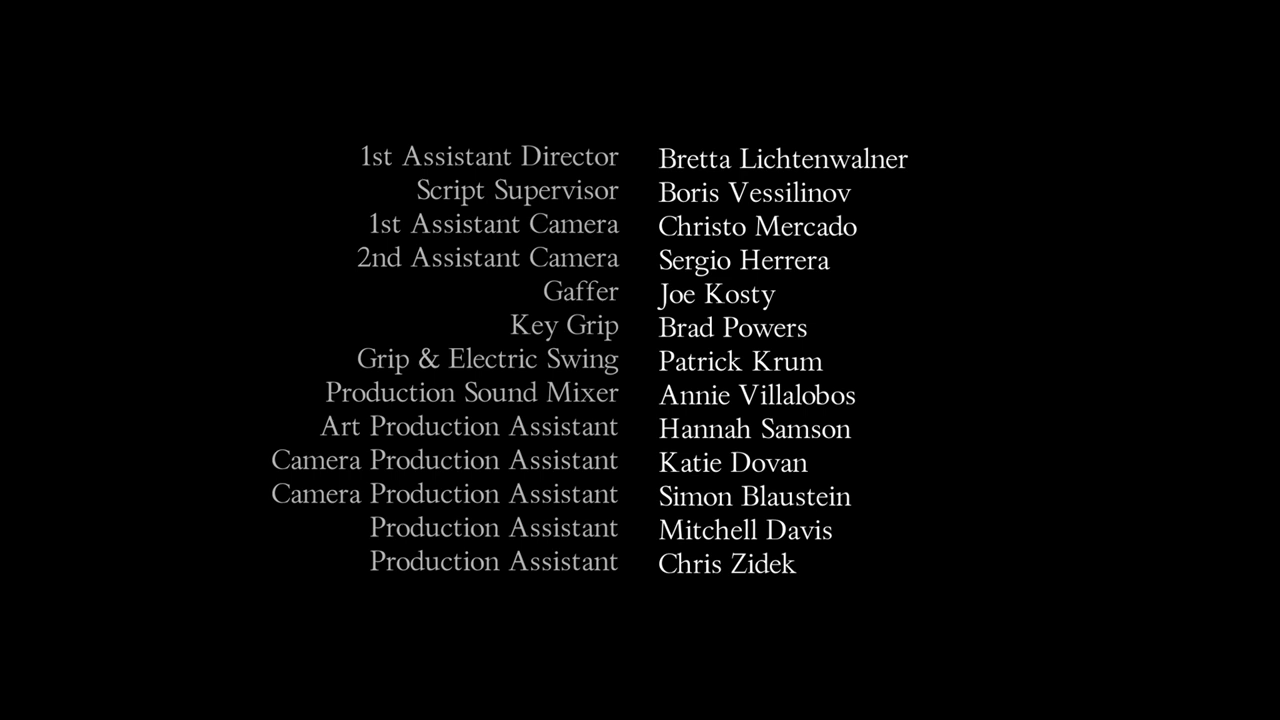 1st Assistant Director Bretta Lichtenwalner
Script Supervisor Boris Vessilinov
1st Assistant Camera Christo Mercado
2nd Assistant Camera Sergio Herrera
Gaffer Joe Kosty
Key Grip Brad Powers
Grip & Electric Swing Patrick Krum
Production Sound Mixer Annie Villalobos
Art Production Assistant Hannah Samson
Camera Production Assistant Katie Dovan
Camera Production Assistant Simon Blaustein
Production Assistant Mitchell Davis
Production Assistant Chris Zidek